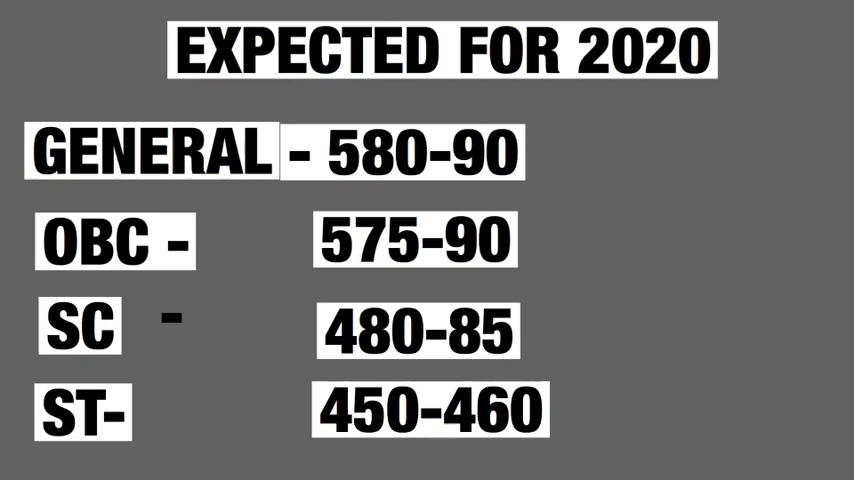 EXPECTED FOR 2020
GENERAL - 580-90
OBC - 575-90
SC - 480-85
ST- 450-460